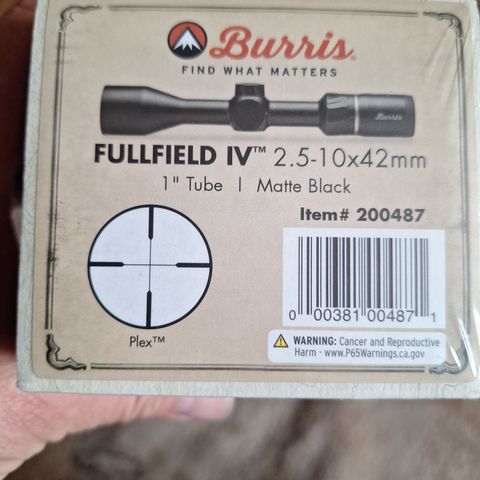 Burris®
FIND WHAT MATTERS
Burris
FULLFIELD IV™ 2.5-10x42mm
1" Tube | Matte Black
Item# 200487
Plex™
0 00381 00487 1
WARNING: Cancer and Reproductive
Harm - www.P65Warnings.ca.gov